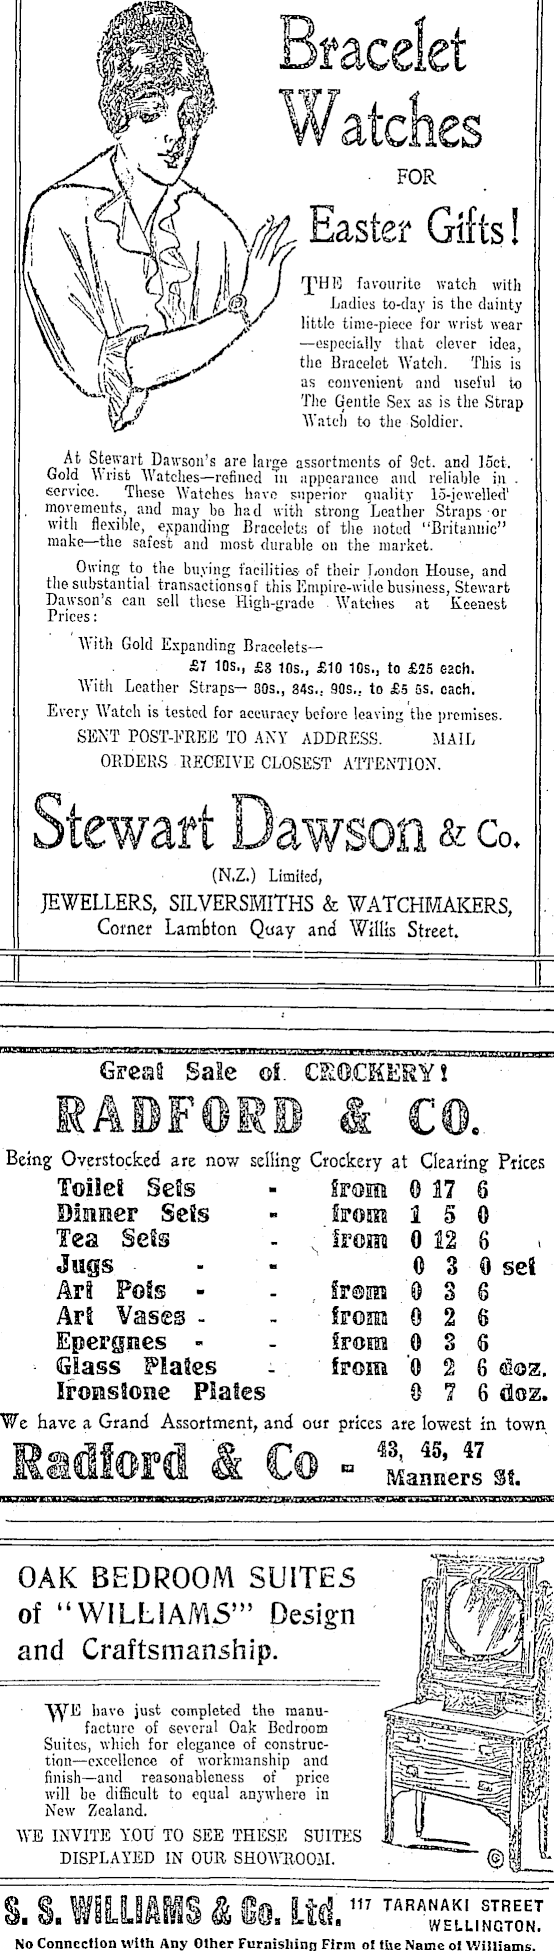 Bracelet
Watches
FOR
Easter Gifts!
THE favourite watch with
Ladies to-day is the dainty
little time-piece for wrist wear
—especially that clever idea,
the Bracelet Watch. This is
as convenient and useful to
The Gentle Sex as is the Strap
Watch to the Soldier.
At Stewart Dawson's are large assortments of 9ct. and 15ct.
Gold Wrist Watches—refined in appearance and reliable in
service. These Watches have superior quality 15-jewelled
movements, and may be had with strong Leather Straps or
with flexible, expanding Bracelets of the noted "Britannic"
make—the safest and most durable on the market.
Owing to the buying facilities of their London House, and
the substantial transactions of this Empire-wide business, Stewart
Dawson's can sell these High-grade Watches at Keenest
Prices:
With Gold Expanding Bracelets—
£7 10s., £8 10s., £10 10s., to £25 each.
With Leather Straps— 80s., 84s., 90s., to £5 5s. each.
Every Watch is tested for accuracy before leaving the premises.
SENT POST-FREE TO ANY ADDRESS. MAIL
ORDERS RECEIVE CLOSEST ATTENTION.
Stewart Dawson & Co.
(N.Z.) Limited,
JEWELLERS, SILVERSMITHS & WATCHMAKERS,
Corner Lambton Quay and Willis Street.
Great Sale of CROCKERY!
RADFORD & CO.
Being Overstocked are now selling Crockery at Clearing Prices
Toilet Sets - from 0 17 6
Dinner Sets - from 1 5 0
Tea Sets - from 0 12 6
Jugs - - 0 3 0 set
Art Pots - - from 0 3 6
Art Vases - - from 0 2 6
Epergnes - - from 0 3 6
Glass Plates - from 0 2 6 doz.
Ironstone Plates 0 7 6 doz.
We have a Grand Assortment, and our prices are lowest in town
Radford & Co - 43, 45, 47
Manners St.
OAK BEDROOM SUITES
of "WILLIAMS'" Design
and Craftsmanship.
WE have just completed the manu-
facture of several Oak Bedroom
Suites, which for elegance of construc-
tion—excellence of workmanship and
finish—and reasonableness of price
will be difficult to equal anywhere in
New Zealand.
WE INVITE YOU TO SEE THESE SUITES
DISPLAYED IN OUR SHOWROOM.
S. S. WILLIAMS & Co. Ltd. 117 TARANAKI STREET
WELLINGTON.
No Connection with Any Other Furnishing Firm of the Name of Williams.